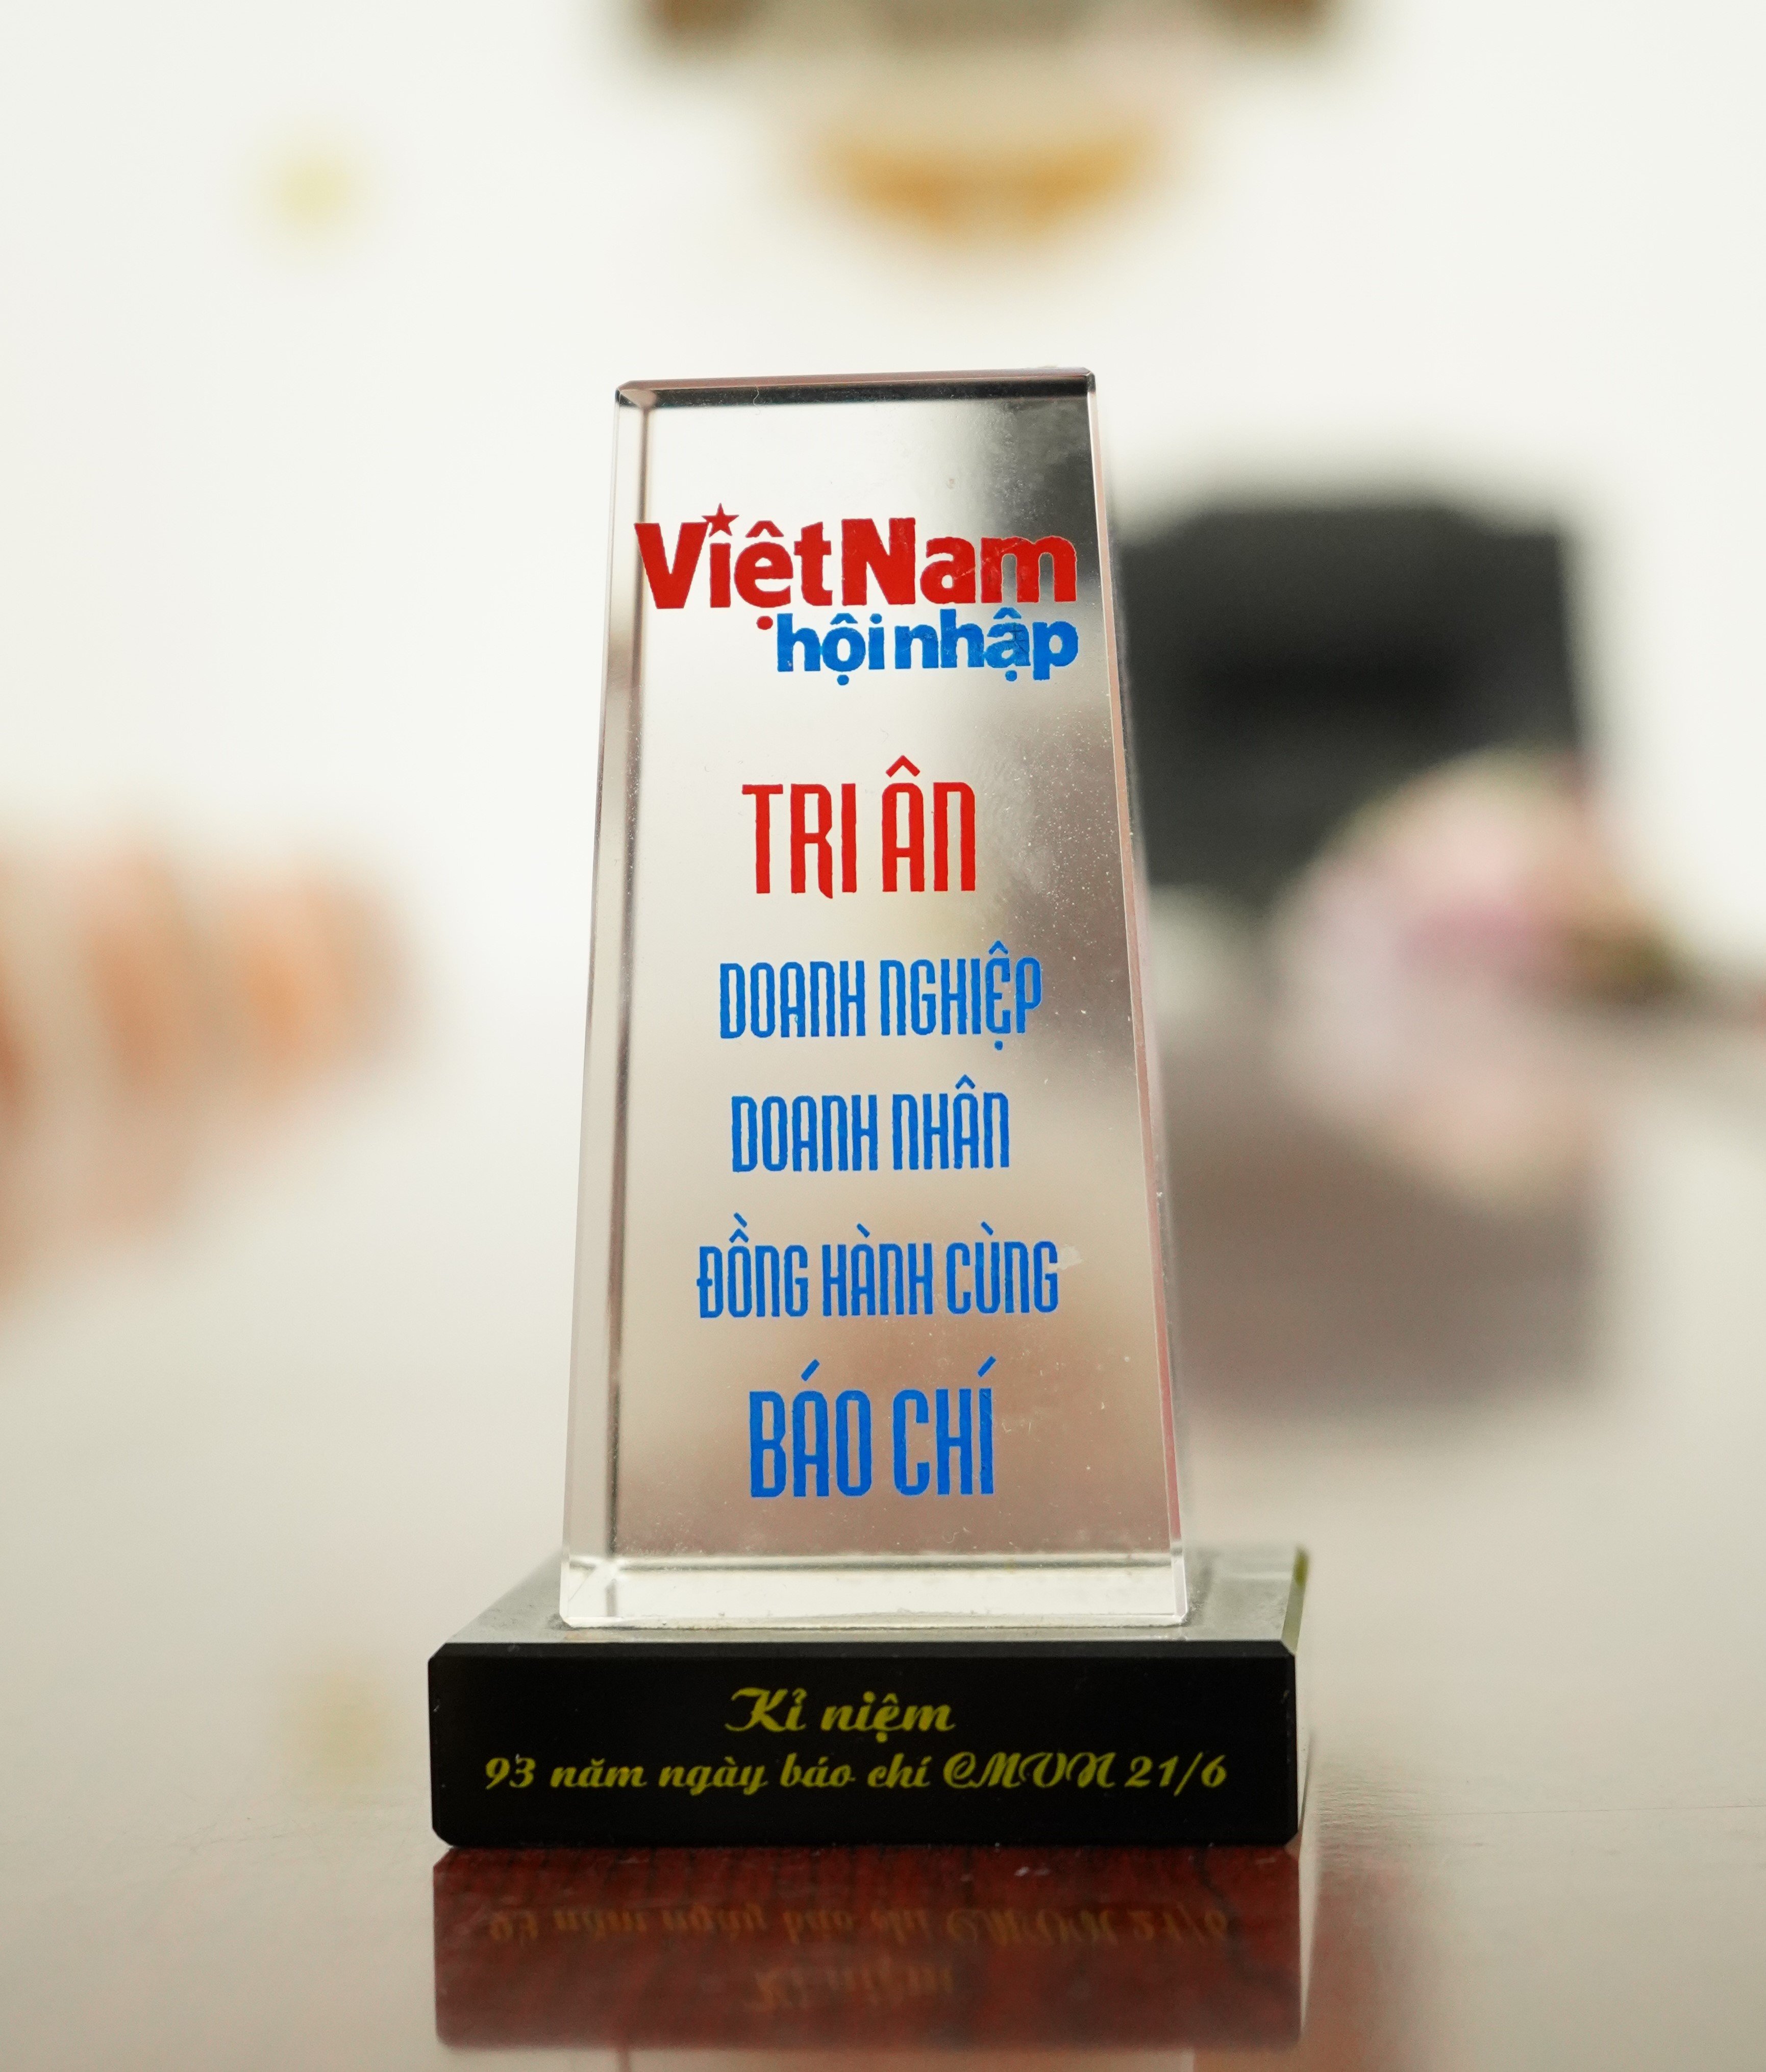 ViệtNam
hội nhập
TRI ÂN
DOANH NGHIỆP
DOANH NHÂN
ĐỒNG HÀNH CÙNG
BÁO CHÍ
Kỉ niệm
93 năm ngày báo chí CMVN 21/6